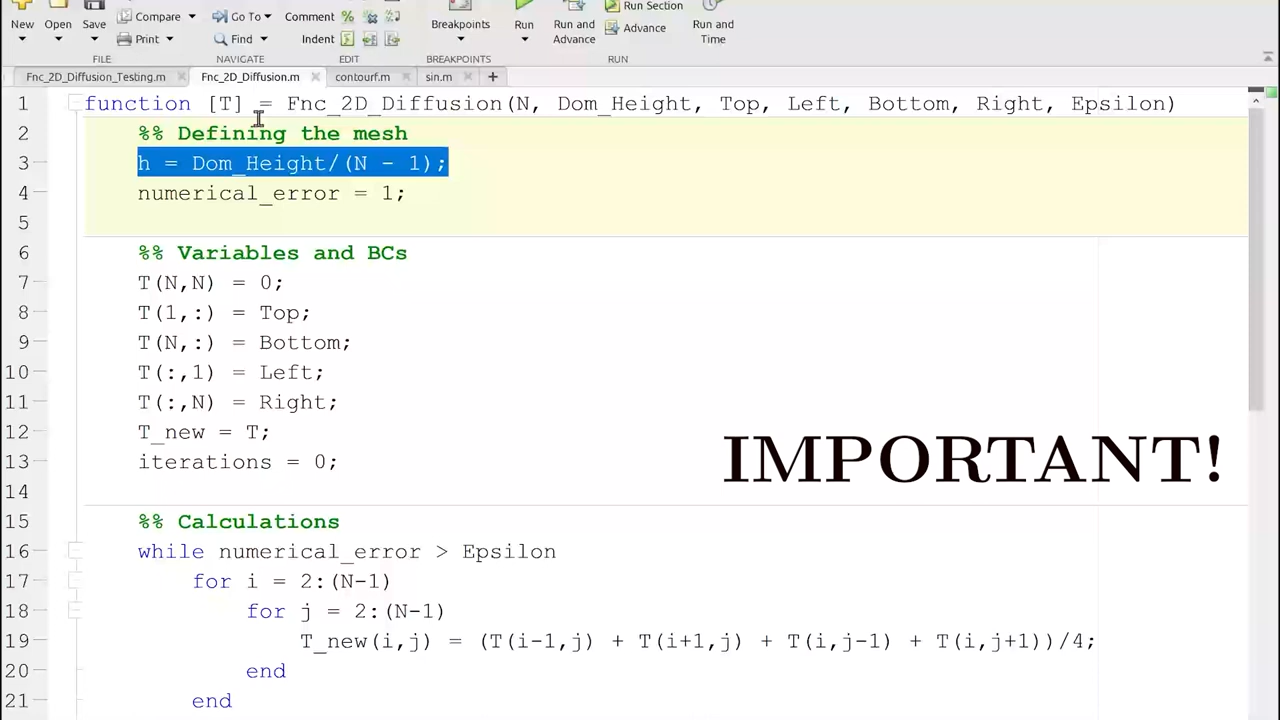 Compare Go To Comment % Run Section
New Open Save Print Find Indent Breakpoints Run Run and Advance Advance Run and Time
FILE NAVIGATE EDIT BREAKPOINTS RUN
Fnc_2D_Diffusion_Testing.m Fnc_2D_Diffusion.m contourf.m sin.m
1 function [T] = Fnc_2D_Diffusion(N, Dom_Height, Top, Left, Bottom, Right, Epsilon)
2 %% Defining the mesh
3 h = Dom_Height/(N - 1);
4 numerical_error = 1;
5
6 %% Variables and BCs
7 T(N,N) = 0;
8 T(1,:) = Top;
9 T(N,:) = Bottom;
10 T(:,1) = Left;
11 T(:,N) = Right;
12 T_new = T;
13 iterations = 0;
IMPORTANT!
14
15 %% Calculations
16 while numerical_error > Epsilon
17 for i = 2:(N-1)
18 for j = 2:(N-1)
19 T_new(i,j) = (T(i-1,j) + T(i+1,j) + T(i,j-1) + T(i,j+1))/4;
20 end
21 end